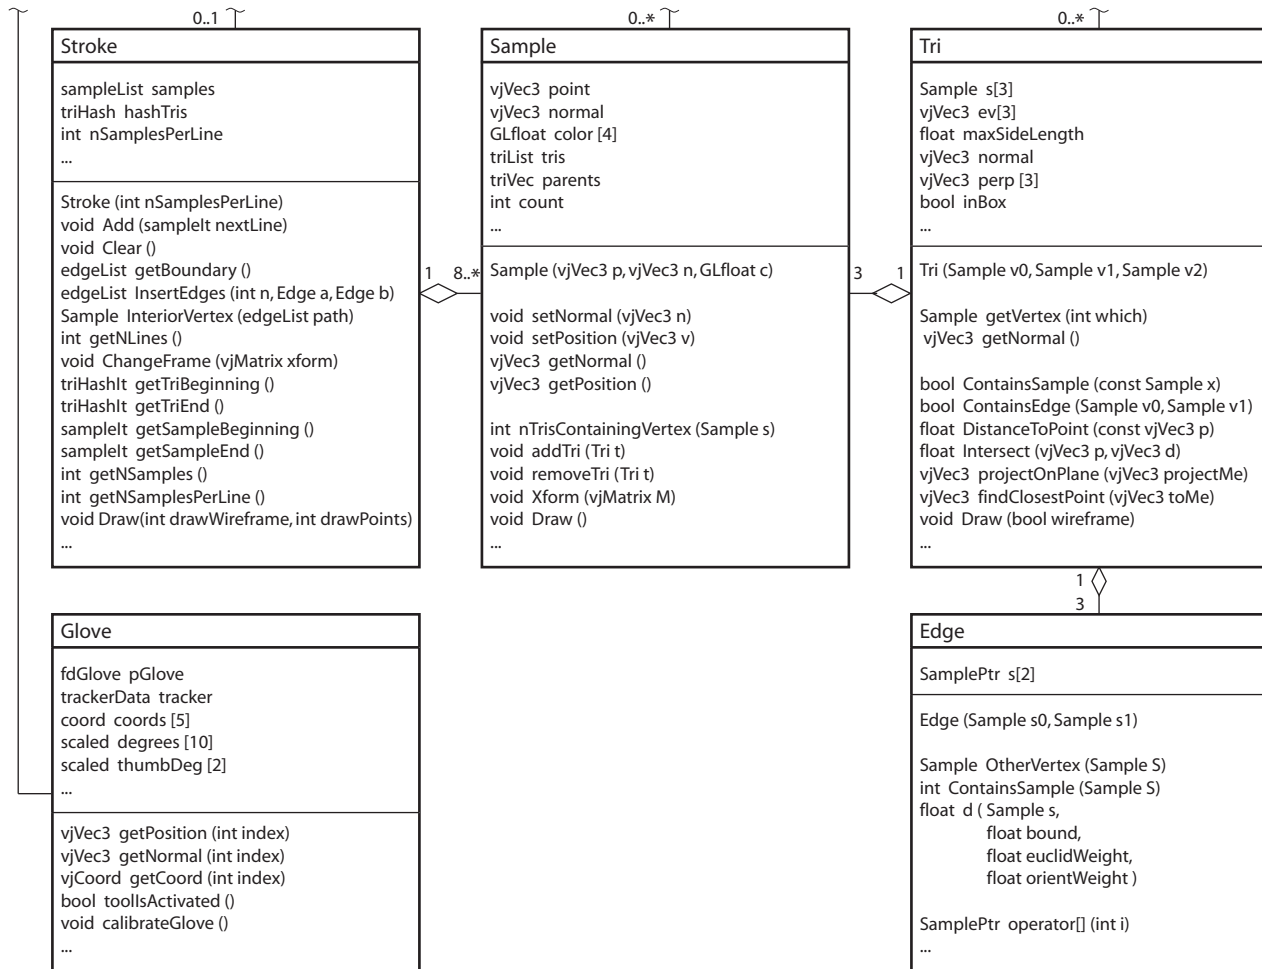 0..1
0..*
0..*
Stroke
sampleList samples
triHash hashTris
int nSamplesPerLine
...
Stroke (int nSamplesPerLine)
void Add (sampleIt nextLine)
void Clear ()
edgeList getBoundary ()
edgeList InsertEdges (int n, Edge a, Edge b)
Sample InteriorVertex (edgeList path)
int getNLines ()
void ChangeFrame (vjMatrix xform)
triHashIt getTriBeginning ()
triHashIt getTriEnd ()
sampleIt getSampleBeginning ()
sampleIt getSampleEnd ()
int getNSamples ()
int getNSamplesPerLine ()
void Draw(int drawWireframe, int drawPoints)
...
1
8..*
Sample
vjVec3 point
vjVec3 normal
GLfloat color [4]
triList tris
triVec parents
int count
...
Sample (vjVec3 p, vjVec3 n, GLfloat c)
void setNormal (vjVec3 n)
void setPosition (vjVec3 v)
vjVec3 getNormal ()
vjVec3 getPosition ()
int nTrisContainingVertex (Sample s)
void addTri (Tri t)
void removeTri (Tri t)
void Xform (vjMatrix M)
void Draw ()
...
3
1
Tri
Sample s[3]
vjVec3 ev[3]
float maxSideLength
vjVec3 normal
vjVec3 perp [3]
bool inBox
...
Tri (Sample v0, Sample v1, Sample v2)
Sample getVertex (int which)
vjVec3 getNormal ()
bool ContainsSample (const Sample x)
bool ContainsEdge (Sample v0, Sample v1)
float DistanceToPoint (const vjVec3 p)
float Intersect (vjVec3 p, vjVec3 d)
vjVec3 projectOnPlane (vjVec3 projectMe)
vjVec3 findClosestPoint (vjVec3 toMe)
void Draw (bool wireframe)
...
1
3
Glove
fdGlove pGlove
trackerData tracker
coord coords [5]
scaled degrees [10]
scaled thumbDeg [2]
...
vjVec3 getPosition (int index)
vjVec3 getNormal (int index)
vjCoord getCoord (int index)
bool toolIsActivated ()
void calibrateGlove ()
...
Edge
SamplePtr s[2]
Edge (Sample s0, Sample s1)
Sample OtherVertex (Sample S)
int ContainsSample (Sample S)
float d ( Sample s,
float bound,
float euclidWeight,
float orientWeight )
SamplePtr operator[] (int i)
...